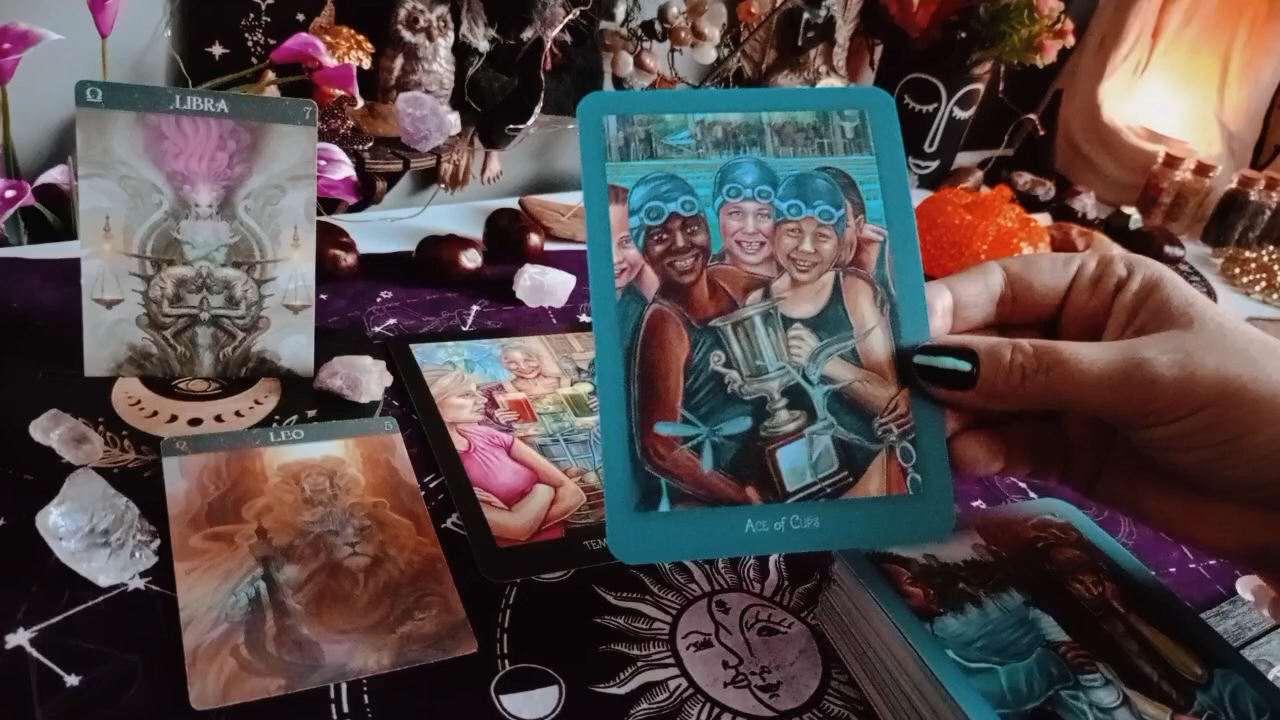 ♎ LIBRA 7
♌ LEO 5
TEM
Ace of Cups